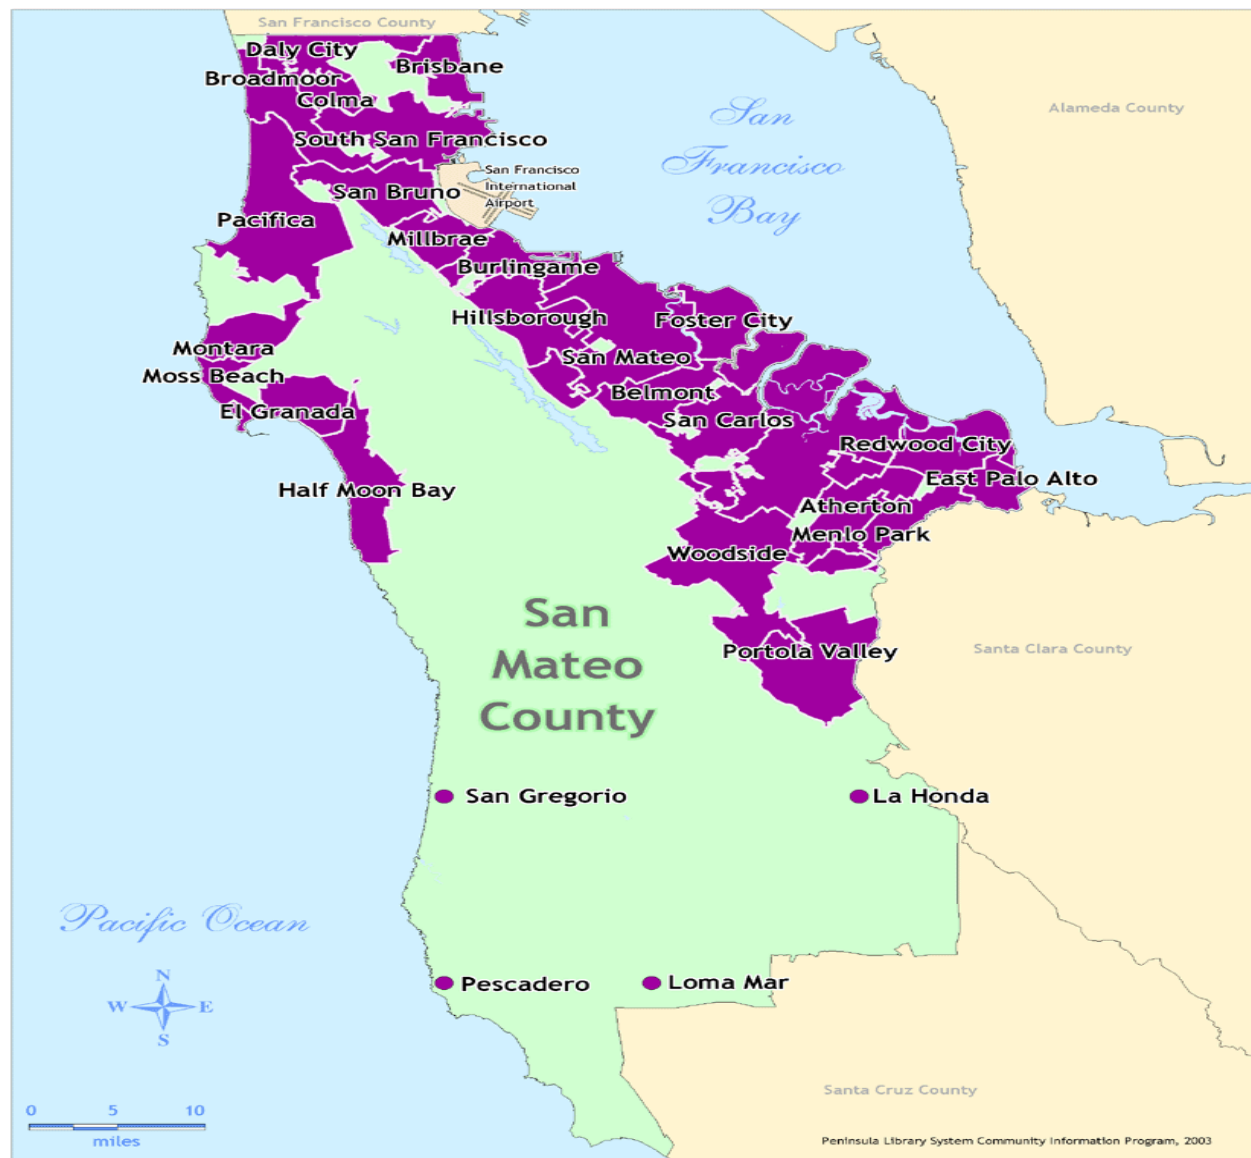 San Francisco County
Daly City
Brisbane
Broadmoor
Colma
San
Francisco
Bay
Alameda County
South San Francisco
San Francisco
International
Airport
San Bruno
Pacifica
Millbrae
Burlingame
Hillsborough
Foster City
Montara
San Mateo
Moss Beach
Belmont
El Granada
San Carlos
Redwood City
East Palo Alto
Half Moon Bay
Atherton
Menlo Park
Woodside
San
Mateo
County
Portola Valley
Santa Clara County
San Gregorio
La Honda
Pacific Ocean
Pescadero
Loma Mar
N
W E
S
Santa Cruz County
0 5 10
miles
Peninsula Library System Community Information Program, 2003